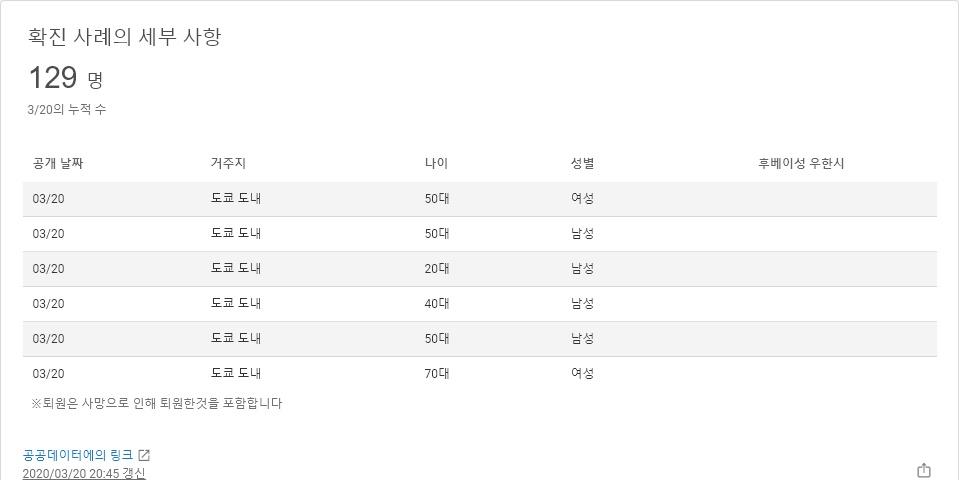 확진 사례의 세부 사항
129 명
3/20의 누적 수
공개 날짜 거주지 나이 성별 후베이성 우한시
03/20 도쿄 도내 50대 여성
03/20 도쿄 도내 50대 남성
03/20 도쿄 도내 20대 남성
03/20 도쿄 도내 40대 남성
03/20 도쿄 도내 50대 남성
03/20 도쿄 도내 70대 여성
※퇴원은 사망으로 인해 퇴원한것을 포함합니다
공공데이터에의 링크
2020/03/20 20:45 갱신